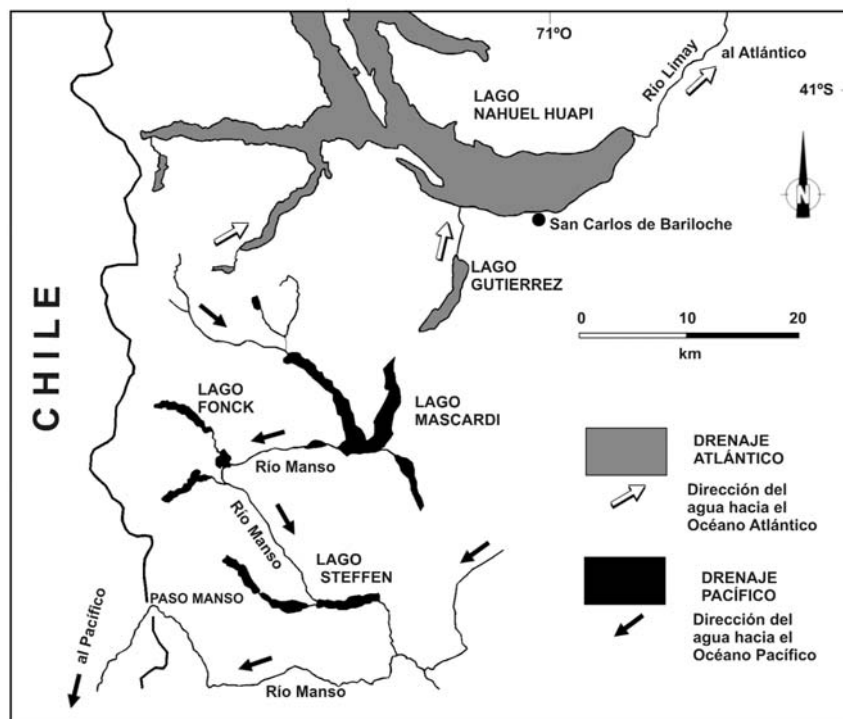 71°O
al Atlántico
Río Limay
41°S
LAGO
NAHUEL HUAPI
N
San Carlos de Bariloche
LAGO
GUTIERREZ
CHILE
0 10 20
km
LAGO
FONCK
LAGO
MASCARDI
Río Manso
Río Manso
LAGO
STEFFEN
PASO MANSO
al Pacífico
Río Manso
DRENAJE
ATLÁNTICO
Dirección del
agua hacia el
Océano Atlántico
DRENAJE
PACÍFICO
Dirección del
agua hacia el
Océano Pacífico